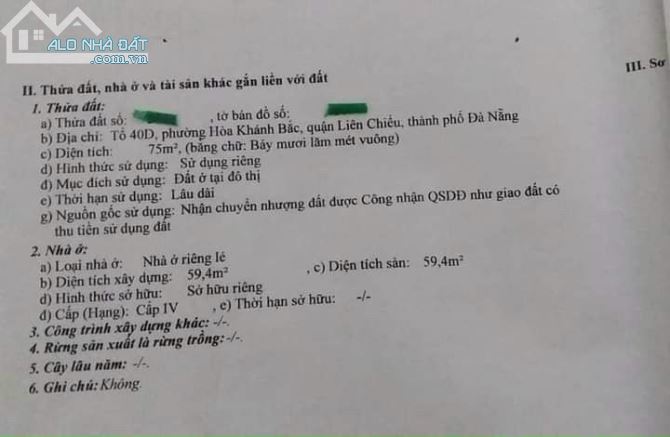 ALO NHÀ ĐẤT
.com.vn
II. Thửa đất, nhà ở và tài sản khác gắn liền với đất
III. Sơ
1. Thửa đất:
a) Thửa đất số: , tờ bản đồ số:
b) Địa chỉ: Tổ 40D, phường Hòa Khánh Bắc, quận Liên Chiểu, thành phố Đà Nẵng
c) Diện tích: 75m², (bằng chữ: Bảy mươi lăm mét vuông)
d) Hình thức sử dụng: Sử dụng riêng
đ) Mục đích sử dụng: Đất ở tại đô thị
e) Thời hạn sử dụng: Lâu dài
g) Nguồn gốc sử dụng: Nhận chuyển nhượng đất được Công nhận QSDĐ như giao đất có
thu tiền sử dụng đất
2. Nhà ở:
a) Loại nhà ở: Nhà ở riêng lẻ
b) Diện tích xây dựng: 59,4m² , c) Diện tích sàn: 59,4m²
d) Hình thức sở hữu: Sở hữu riêng
đ) Cấp (Hạng): Cấp IV , e) Thời hạn sở hữu: -/-
3. Công trình xây dựng khác: -/-.
4. Rừng sản xuất là rừng trồng: -/-.
5. Cây lâu năm: -/-.
6. Ghi chú: Không.